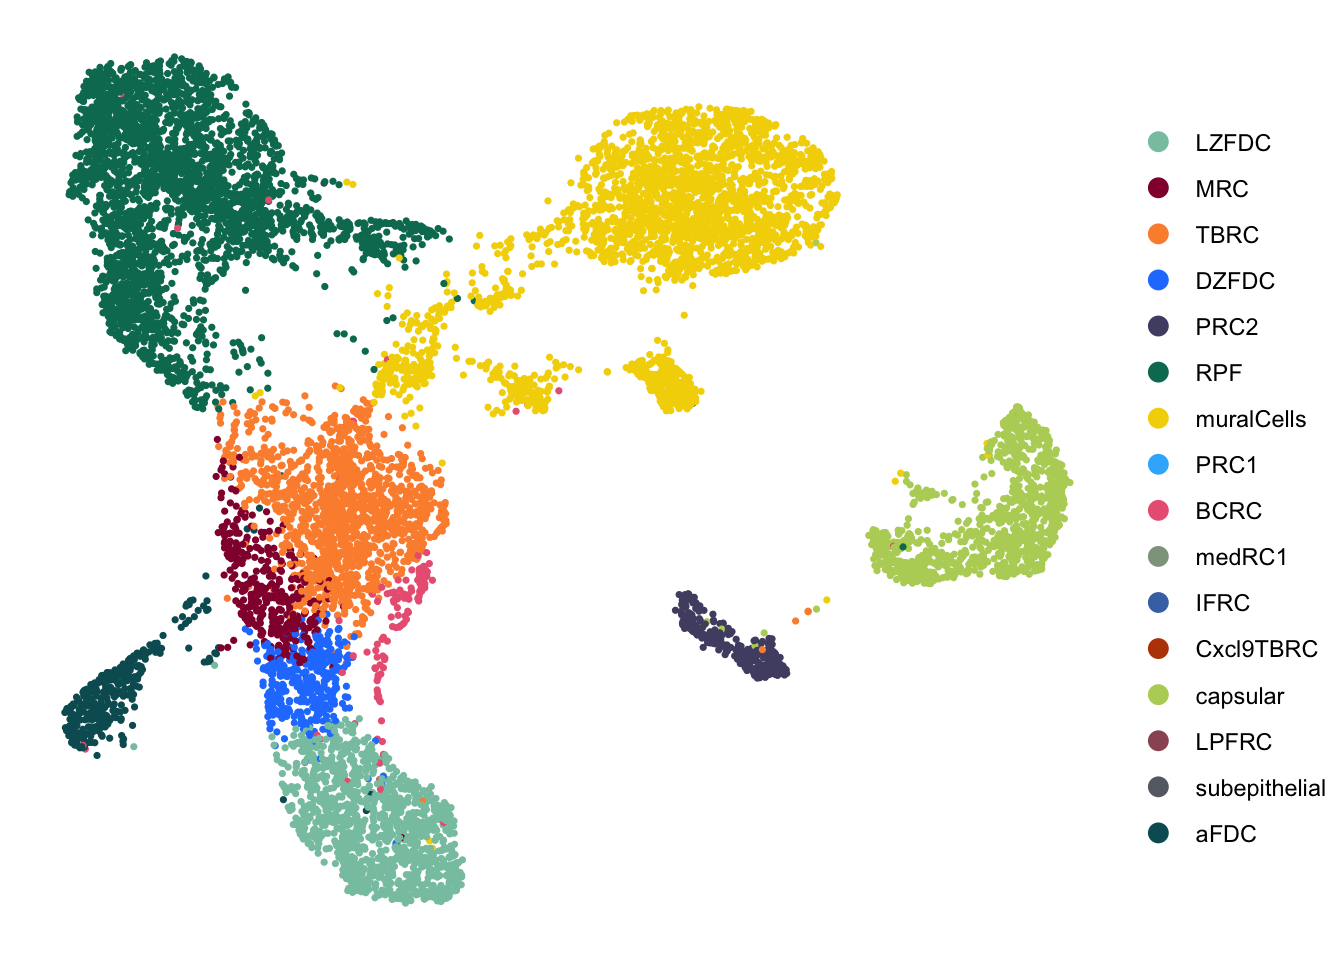 LZFDC
MRC
TBRC
DZFDC
PRC2
RPF
muralCells
PRC1
BCRC
medRC1
IFRC
Cxcl9TBRC
capsular
LPFRC
subepithelial
aFDC